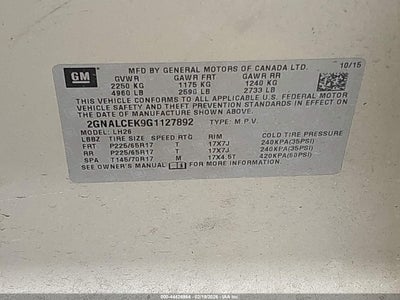 GM
MFD BY GENERAL MOTORS OF CANADA LTD.
10/15
GVWR GAWR FRT GAWR RR
2250 KG 1175 KG 1240 KG
4960 LB 2590 LB 2733 LB
THIS VEHICLE CONFORMS TO ALL APPLICABLE U.S. FEDERAL MOTOR
VEHICLE SAFETY AND THEFT PREVENTION STANDARDS IN EFFECT ON
THE DATE OF MANUFACTURE SHOWN ABOVE.
2GNALCEK9G1127892 TYPE: M.P.V.
MODEL: LH26
LBBZ TIRE SIZE SPEED RTG RIM COLD TIRE PRESSURE
FRT P225/65R17 T 17X7J 240KPA(35PSI)
RR P225/65R17 T 17X7J 240KPA(35PSI)
SPA T145/70R17 M 17X4.5T 420KPA(60PSI)
SEE OWNER'S MANUAL FOR ADDITIONAL INFORMATION.